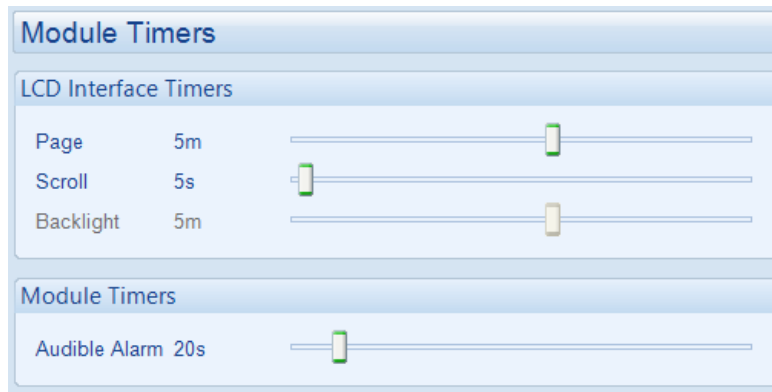 Module Timers
LCD Interface Timers
Page 5m
Scroll 5s
Backlight 5m
Module Timers
Audible Alarm 20s